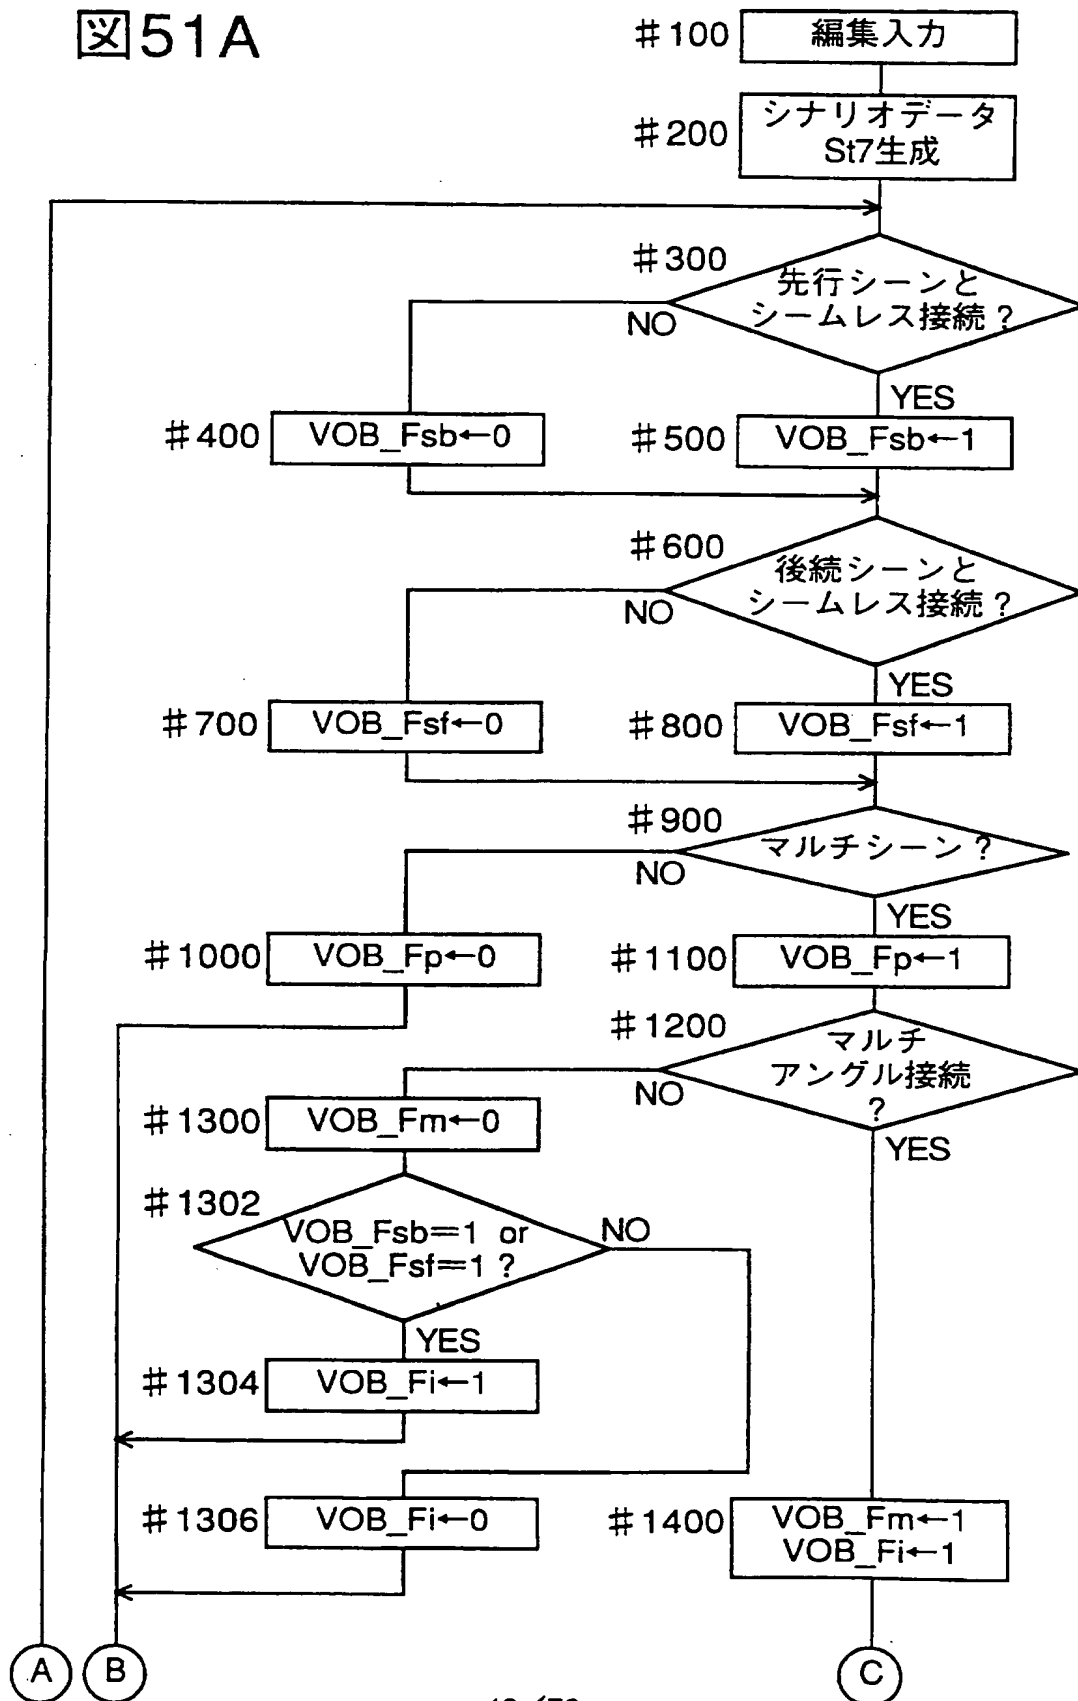 図51A
#100 編集入力
#200 シナリオデータ
St7生成
#300 先行シーンと
シームレス接続?
NO
YES
#400 VOB_Fsb←0
#500 VOB_Fsb←1
#600 後続シーンと
シームレス接続?
NO
YES
#700 VOB_Fsf←0
#800 VOB_Fsf←1
#900 マルチシーン?
NO
YES
#1000 VOB_Fp←0
#1100 VOB_Fp←1
#1200 マルチ
アングル接続
?
NO
YES
#1300 VOB_Fm←0
#1302 VOB_Fsb=1 or
VOB_Fsf=1?
NO
YES
#1304 VOB_Fi←1
#1306 VOB_Fi←0
#1400 VOB_Fm←1
VOB_Fi←1
A
B
C